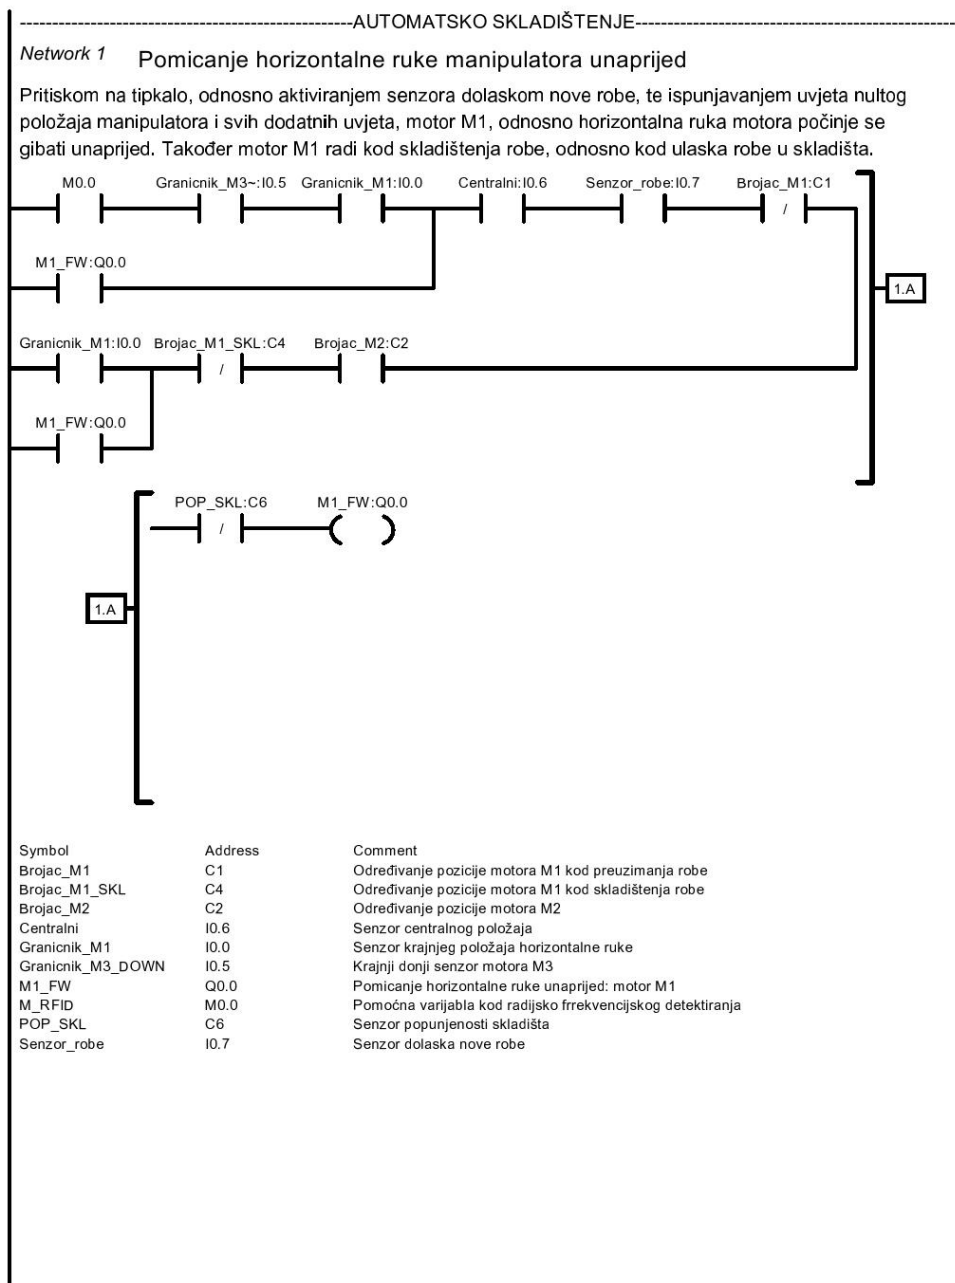 AUTOMATSKO SKLADIŠTENJE
Network 1 Pomicanje horizontalne ruke manipulatora unaprijed
Pritiskom na tipkalo, odnosno aktiviranjem senzora dolaskom nove robe, te ispunjavanjem uvjeta nultog
položaja manipulatora i svih dodatnih uvjeta, motor M1, odnosno horizontalna ruka motora počinje se
gibati unaprijed. Također motor M1 radi kod skladištenja robe, odnosno kod ulaska robe u skladišta.
M0.0 Granicnik_M3~:I0.5 Granicnik_M1:I0.0 Centralni:I0.6 Senzor_robe:I0.7 Brojac_M1:C1
/
M1_FW:Q0.0
1.A
Granicnik_M1:I0.0 Brojac_M1_SKL:C4 Brojac_M2:C2
/
M1_FW:Q0.0
POP_SKL:C6 M1_FW:Q0.0
/
1.A
Symbol Address Comment
Brojac_M1 C1 Određivanje pozicije motora M1 kod preuzimanja robe
Brojac_M1_SKL C4 Određivanje pozicije motora M1 kod skladištenja robe
Brojac_M2 C2 Određivanje pozicije motora M2
Centralni I0.6 Senzor centralnog položaja
Granicnik_M1 I0.0 Senzor krajnjeg položaja horizontalne ruke
Granicnik_M3_DOWN I0.5 Krajnji donji senzor motora M3
M1_FW Q0.0 Pomicanje horizontalne ruke unaprijed: motor M1
M_RFID M0.0 Pomoćna varijabla kod radijsko frrekvencijskog detektiranja
POP_SKL C6 Senzor popunjenosti skladišta
Senzor_robe I0.7 Senzor dolaska nove robe